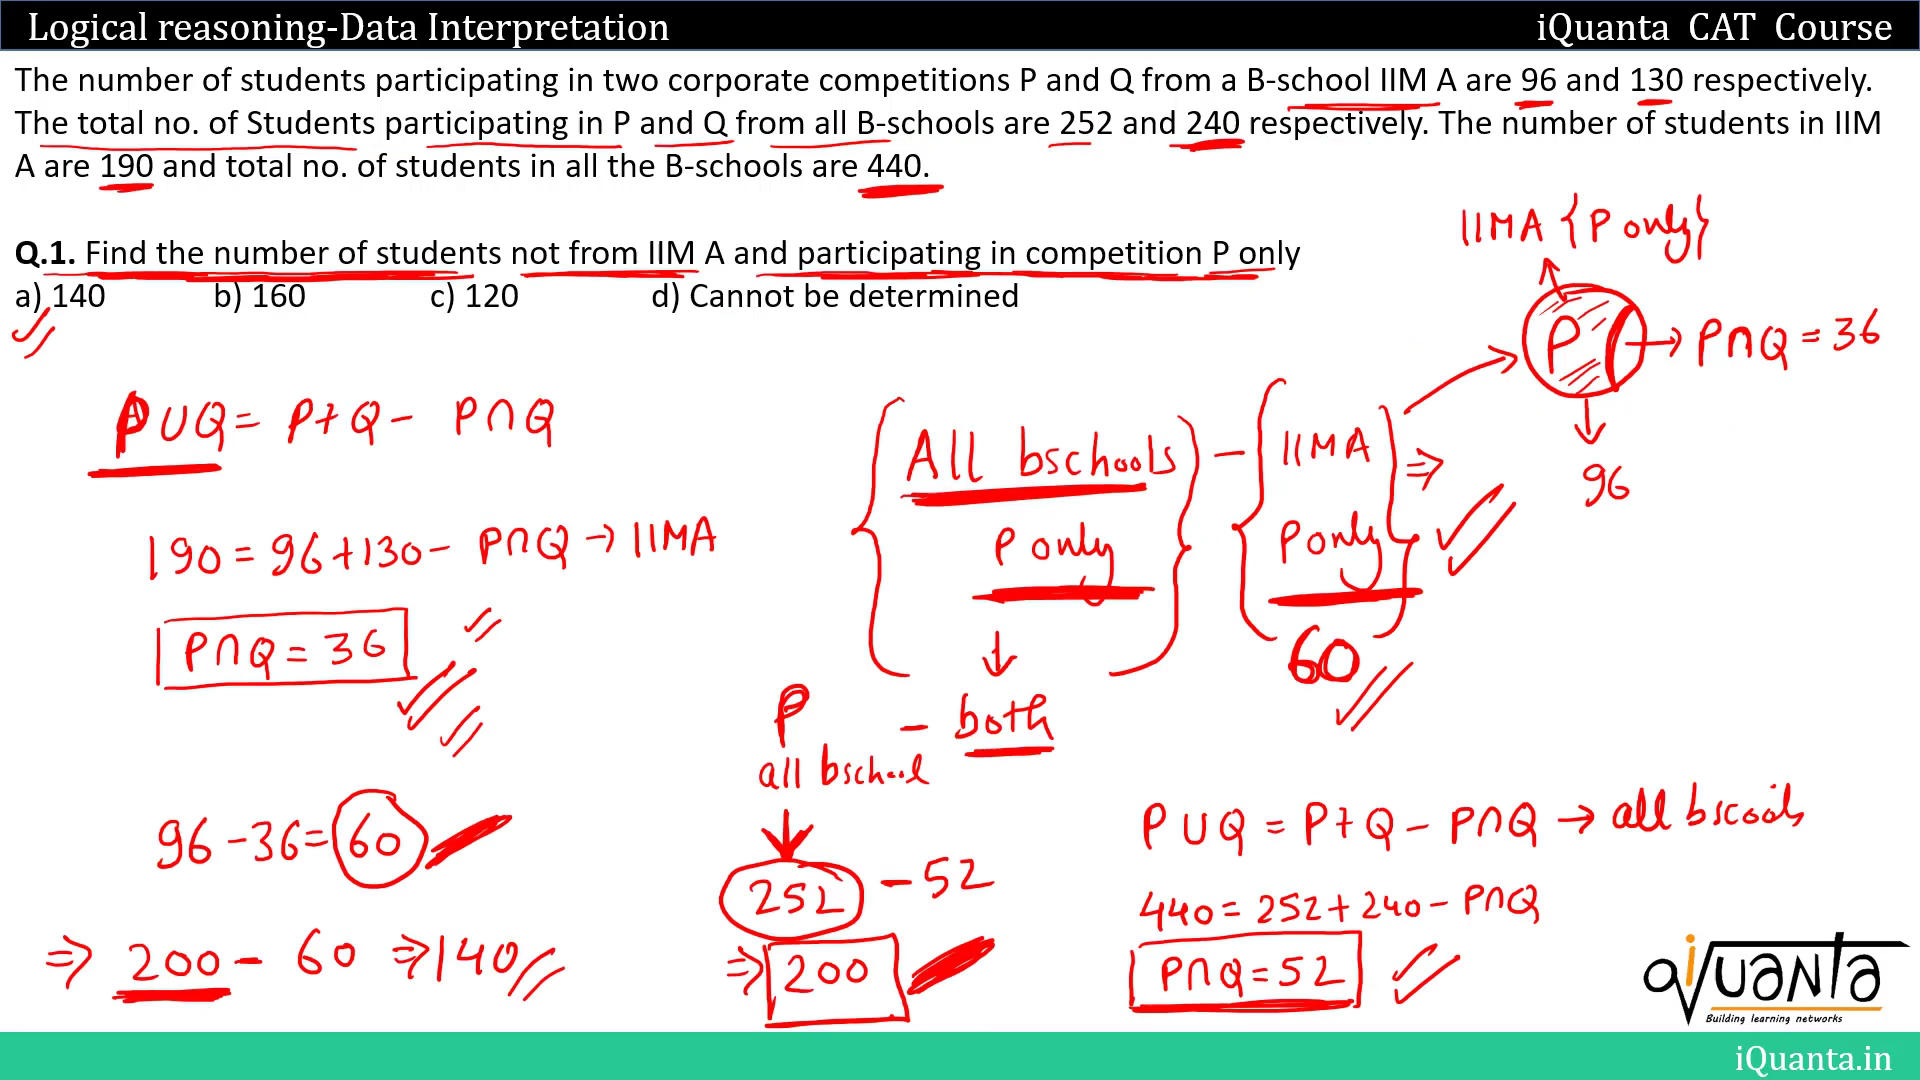 Logical reasoning-Data Interpretation
iQuanta CAT Course
The number of students participating in two corporate competitions P and Q from a B-school IIM A are 96 and 130 respectively.
The total no. of Students participating in P and Q from all B-schools are 252 and 240 respectively. The number of students in IIM
A are 190 and total no. of students in all the B-schools are 440.
IIMA {P only}
Q.1. Find the number of students not from IIM A and participating in competition P only
a) 140 b) 160 c) 120 d) Cannot be determined
P → P∩Q = 36
96
P∪Q = P+Q - P∩Q
{All bschools P only} - {IIMA P only} ⇒
190 = 96+130 - P∩Q → IIMA
60
P∩Q = 36
P - both
all bschool
96 - 36 = 60
P∪Q = P+Q - P∩Q → all bscools
252 - 52
440 = 252+240 - P∩Q
⇒ 200 - 60 ⇒ 140
⇒ 200
P∩Q = 52
iQuanta
Building learning networks
iQuanta.in